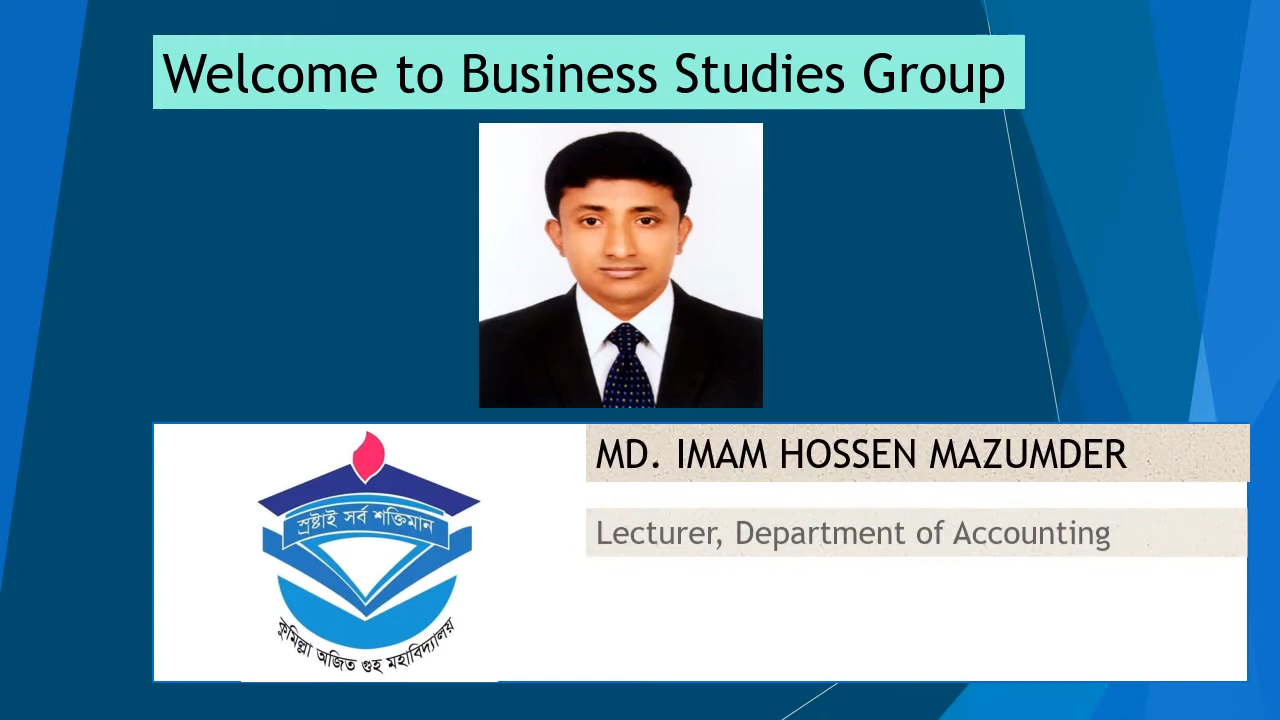 Welcome to Business Studies Group
MD. IMAM HOSSEN MAZUMDER
স্রষ্টাই সর্ব শক্তিমান
Lecturer, Department of Accounting
কুমিল্লা অজিত গুহ মহাবিদ্যালয়